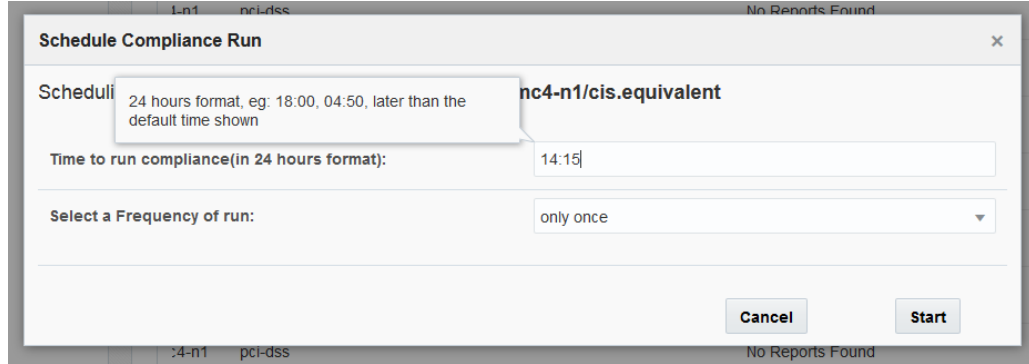 4-n1 pci-dss No Reports Found
Schedule Compliance Run ×
Scheduli mc4-n1/cis.equivalent
24 hours format, eg: 18:00, 04:50, later than the
default time shown
Time to run compliance(in 24 hours format): 14:15
Select a Frequency of run: only once
Cancel Start
:4-n1 pci-dss No Reports Found